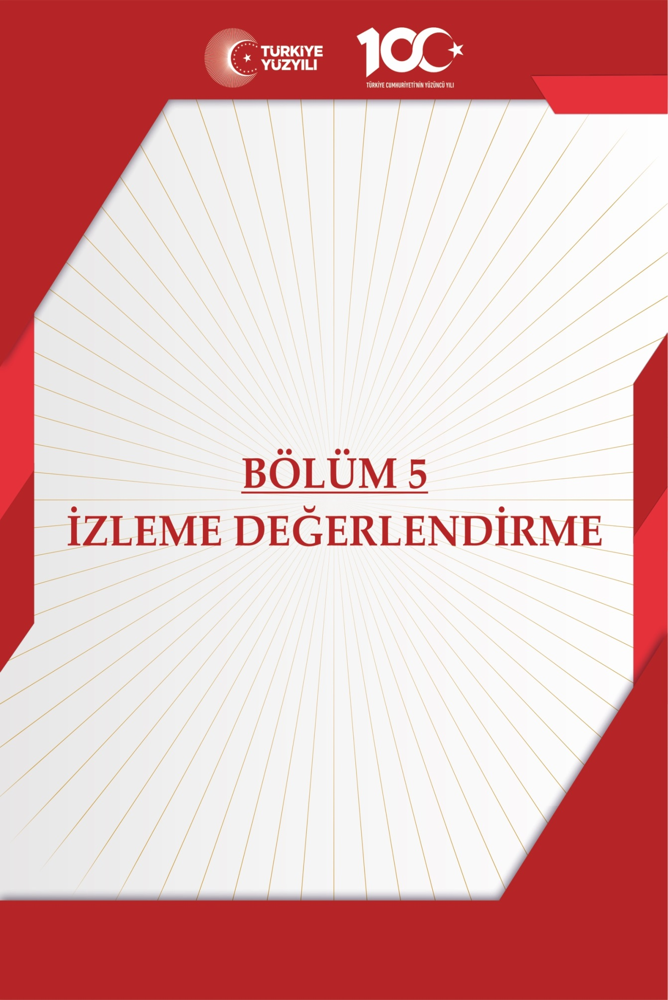 TÜRKİYE
YÜZYILI
100
TÜRKİYE CUMHURİYETİ'NİN YÜZÜNCÜ YILI
BÖLÜM 5
İZLEME DEĞERLENDİRME